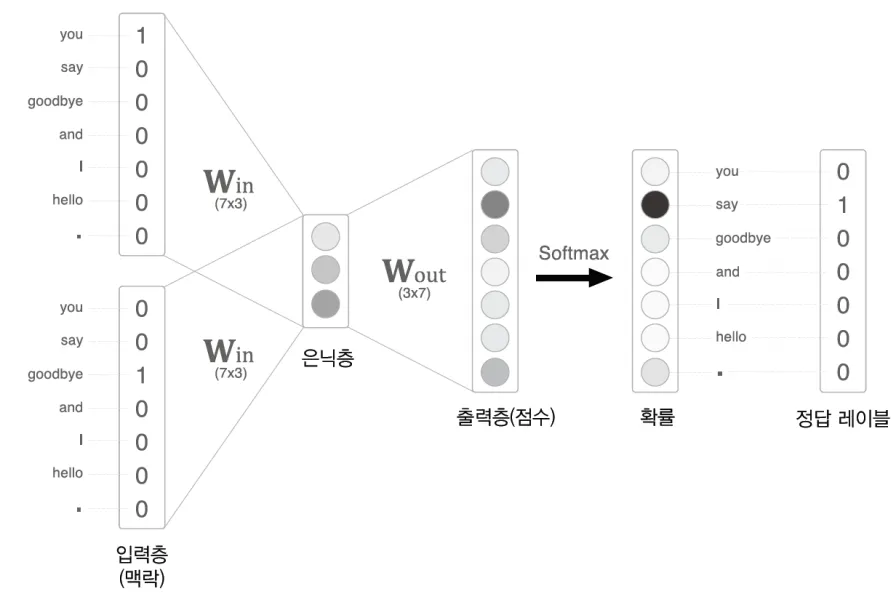 you 1
say 0
goodbye 0
and 0
I 0
hello 0
. 0
Win
(7x3)
you 0
say 0
goodbye 1
and 0
I 0
hello 0
. 0
Win
(7x3)
입력층
(맥락)
은닉층
Wout
(3x7)
출력층(점수)
Softmax
확률
you 0
say 1
goodbye 0
and 0
I 0
hello 0
. 0
정답 레이블